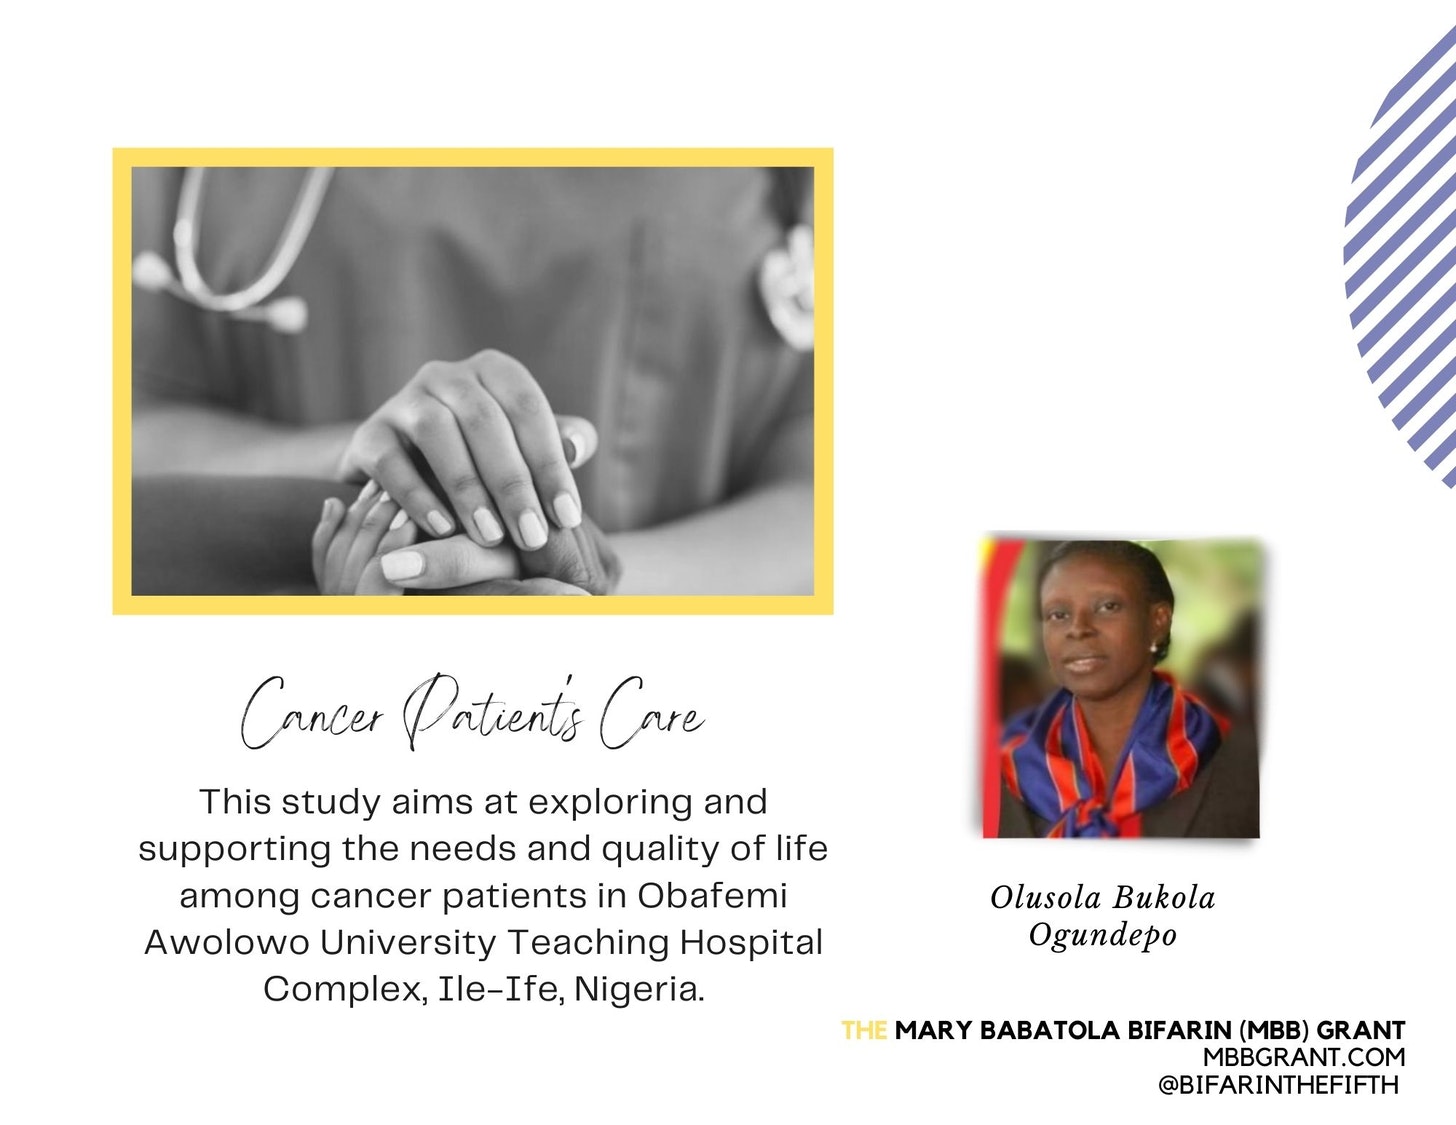 Cancer Patient's Care
This study aims at exploring and
supporting the needs and quality of life
among cancer patients in Obafemi
Awolowo University Teaching Hospital
Complex, Ile-Ife, Nigeria.
Olusola Bukola
Ogundepo
THE MARY BABATOLA BIFARIN (MBB) GRANT
MBBGRANT.COM
@BIFARINTHEFIFTH